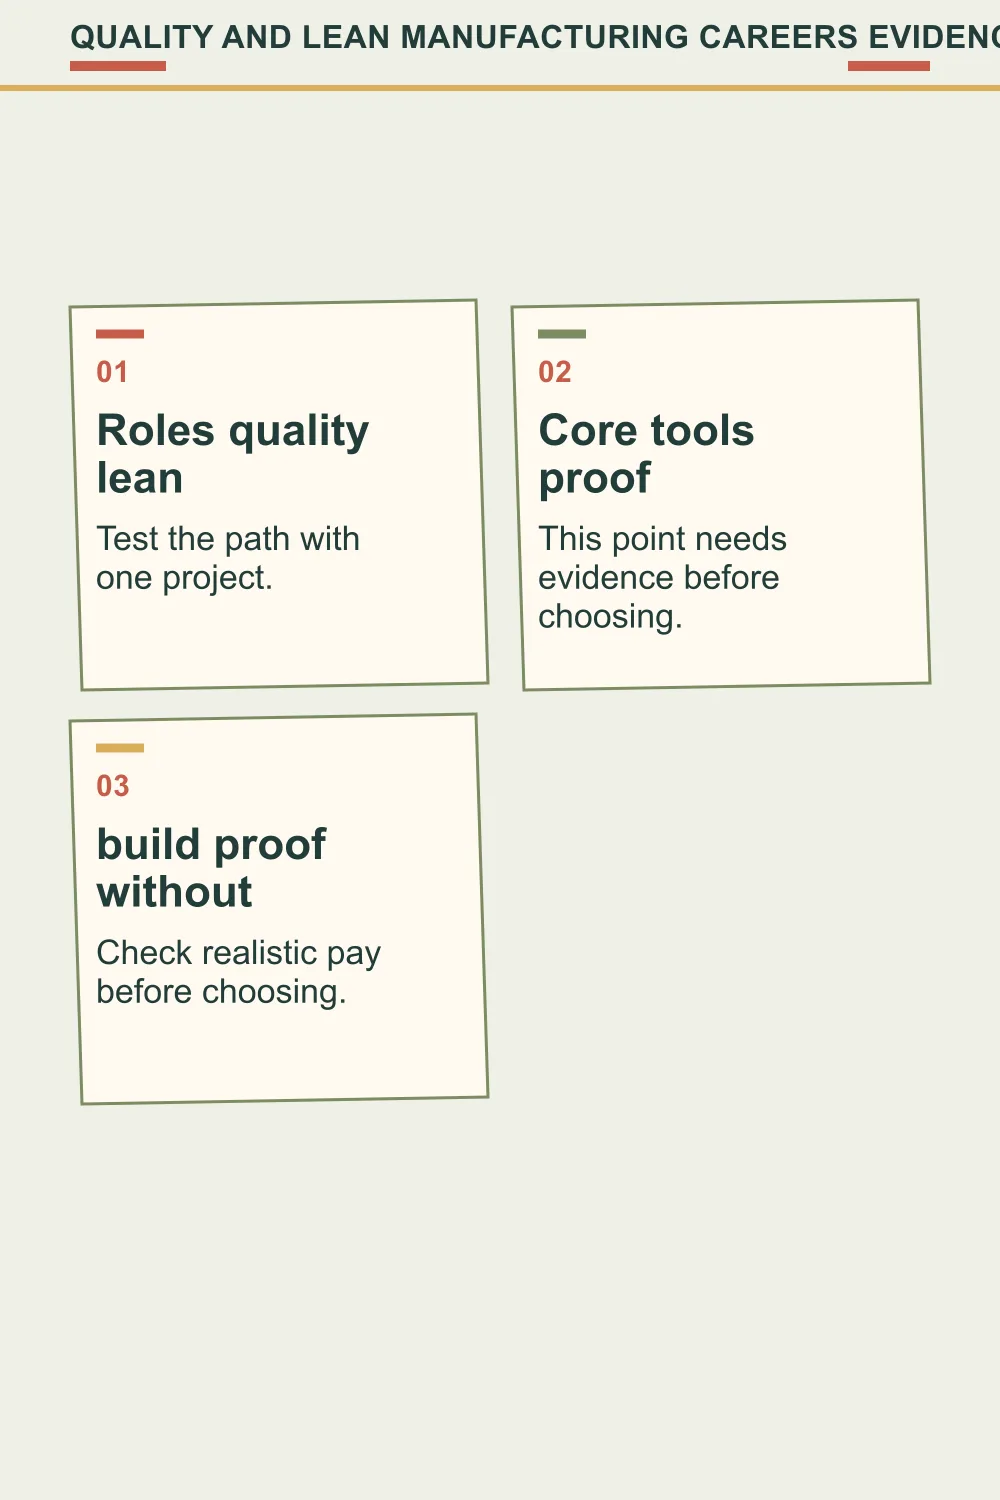 QUALITY AND LEAN MANUFACTURING CAREERS
01
Roles quality
lean
Test the path with
one project.
02
Core tools
proof
This point needs
evidence before
choosing.
03
build proof
without
Check realistic pay
before choosing.